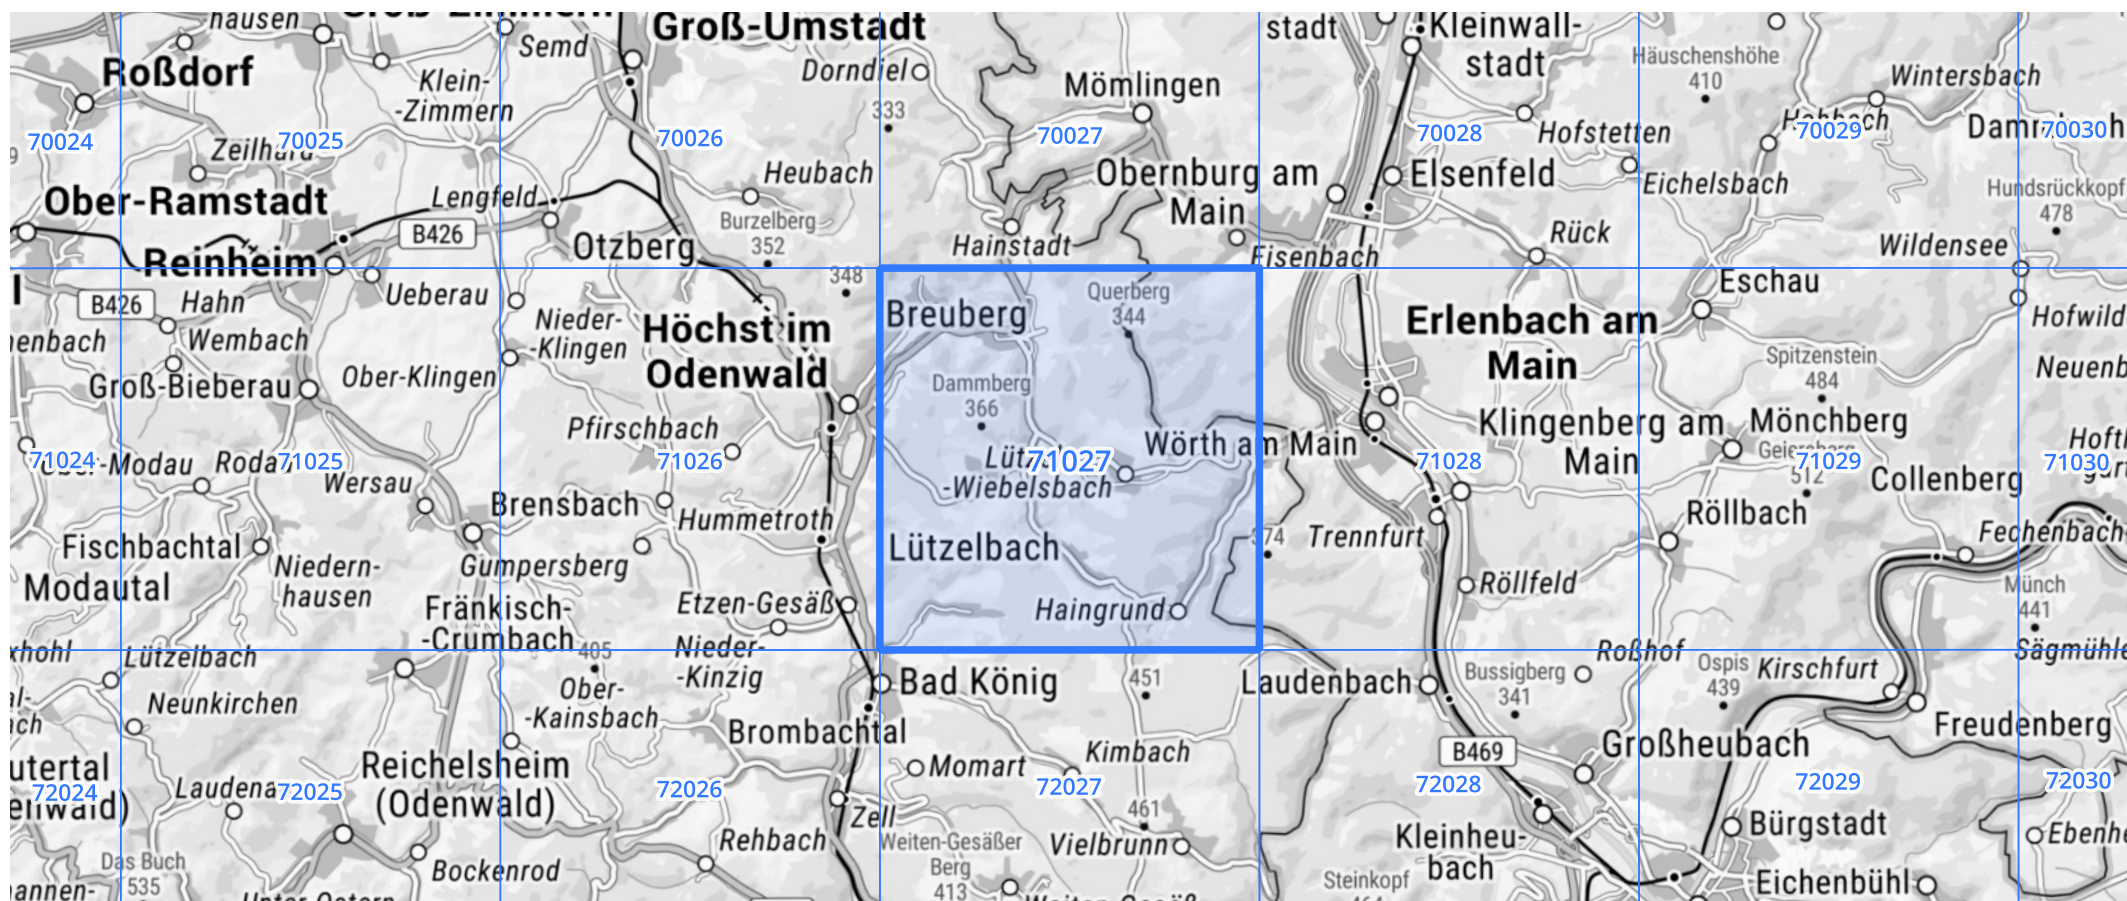 hausen
Groß-Zimmern
Semd
Groß-Umstadt
Dorndiel
stadt
Kleinwall-
stadt
Häuschenshöhe
410
Wintersbach
Roßdorf
Klein-
-Zimmern
333
Mömlingen
Hofstetten
Hobbach
70024
Zeilhard
70025
70026
70027
70028
70029
70030
Heubach
Obernburg am
Main
Elsenfeld
Eichelsbach
Hundsrückkopf
478
Ober-Ramstadt
Lengfeld
B426
Otzberg
Burzelberg
352
Hainstadt
Eisenbach
Rück
Wildensee
Reinheim
348
B426
Hahn
Ueberau
Breuberg
Querberg
344
Eschau
Hofwild
Wembach
Nieder-
-Klingen
Höchst im
Odenwald
Erlenbach am
Main
Spitzenstein
484
Neuenb
Groß-Bieberau
Ober-Klingen
Dammberg
366
Pfirschbach
Klingenberg am
Main
Mönchberg
Wörth am Main
71024
71025
71026
71027
71028
71029
71030
Wersau
-Wiebelsbach
512
Collenberg
Brensbach
Hummetroth
Röllbach
Fischbachtal
Lützelbach
Trennfurt
Fechenbach
Modautal
Niedern-
hausen
Gumpersberg
Röllfeld
Münch
441
Fränkisch-
-Crumbach
Etzen-Gesäß
Haingrund
Lützelbach
405
Nieder-
-Kinzig
Roßhof
Sägmühle
Neunkirchen
Ober-
-Kainsbach
Bad König
451
Laudenbach
Bussigberg
341
Ospis
439
Kirschfurt
Brombachtal
Freudenberg
Reichelsheim
(Odenwald)
Momart
Kimbach
B469
Großheubach
72024
72025
72026
72027
72028
72029
72030
Zell
461
Rehbach
Weiten-Gesäßer
Berg
413
Vielbrunn
Kleinheu-
bach
Bürgstadt
Das Buch
535
Bockenrod
Steinkopf
Eichenbühl